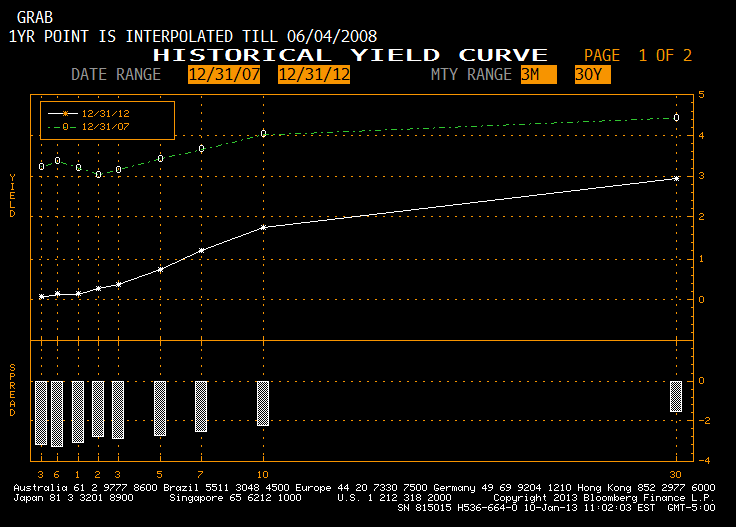 GRAB
1YR POINT IS INTERPOLATED TILL 06/04/2008
HISTORICAL YIELD CURVE PAGE 1 OF 2
DATE RANGE 12/31/07 12/31/12 MTY RANGE 3M 30Y
12/31/12
12/31/07
5
4
3
2
1
0
YIELD
0
-2
-4
SPREAD
3 6 1 2 3 5 7 10 30
Australia 61 2 9777 8600 Brazil 5511 3048 4500 Europe 44 20 7330 7500 Germany 49 69 9204 1210 Hong Kong 852 2977 6000
Japan 81 3 3201 8900 Singapore 65 6212 1000 U.S. 1 212 318 2000 Copyright 2013 Bloomberg Finance L.P.
SN 815015 H536-664-0 10-Jan-13 11:02:03 EST GMT-5:00